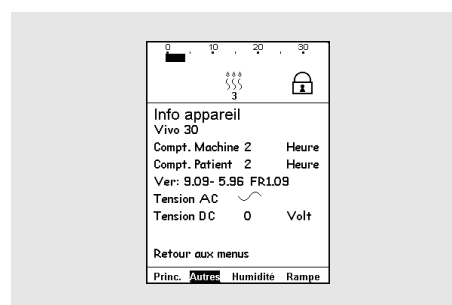 0 10 20 30
3
Info appareil
Vivo 30
Compt. Machine 2 Heure
Compt. Patient 2 Heure
Ver: 9.09- 5.96 FR1.09
Tension AC
Tension DC 0 Volt
Retour aux menus
Princ. Autres Humidité Rampe